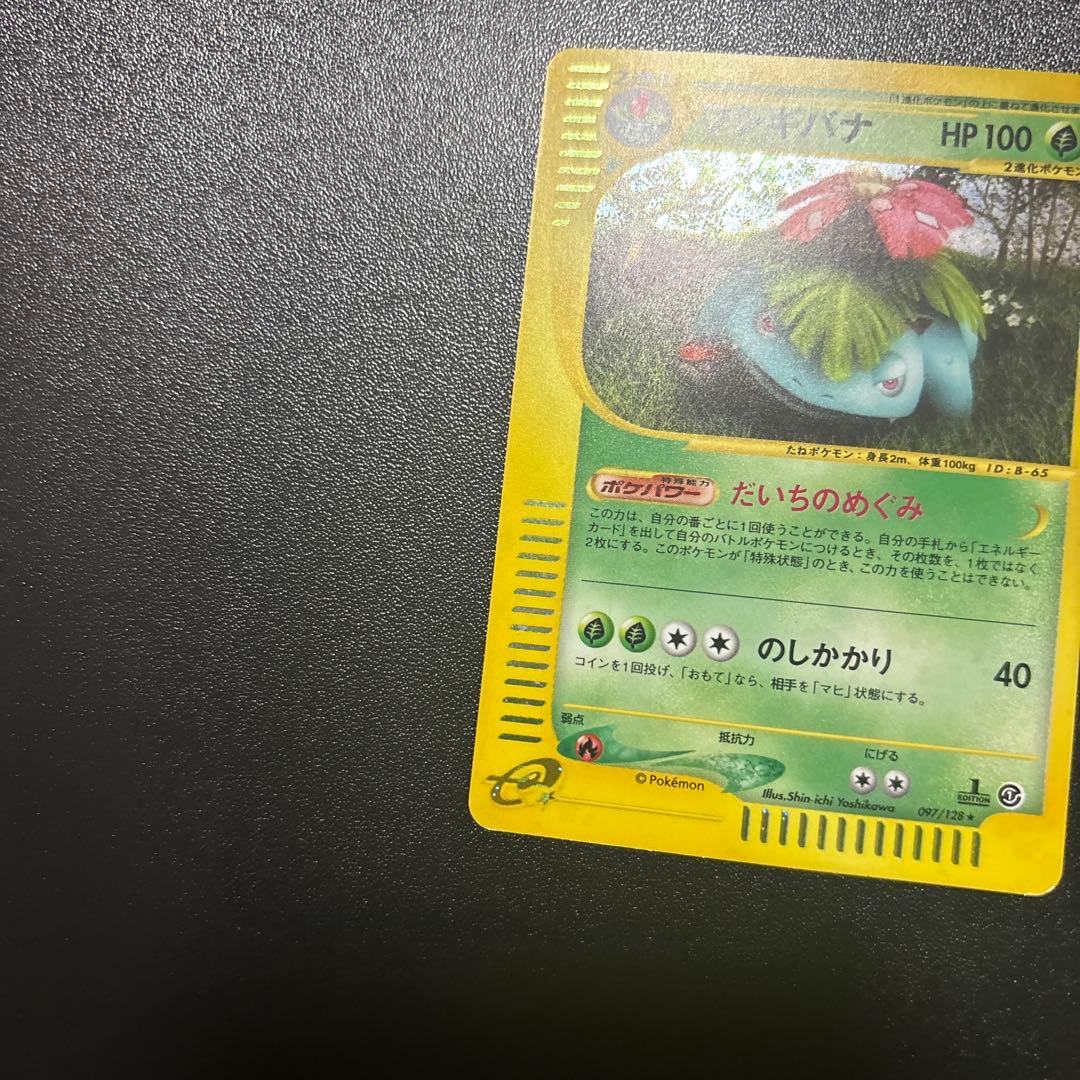 フシギバナ HP 100
2進化ポケモン
たねポケモン：身長2m、体重100kg ID：B-65
ポケパワー 特殊能力 だいちのめぐみ
この力は、自分の番ごとに1回使うことができる。自分の手札から「エネルギー
カード」を出して自分のバトルポケモンにつけるとき、その枚数を、1枚ではなく
2枚にする。このポケモンが「特殊状態」のとき、この力を使うことはできない。
のしかかり 40
コインを1回投げ、「おもて」なら、相手を「マヒ」状態にする。
弱点 抵抗力 にげる
© Pokémon
Illus.Shin-ichi Yoshikawa
1 EDITION
097/128 ★
e